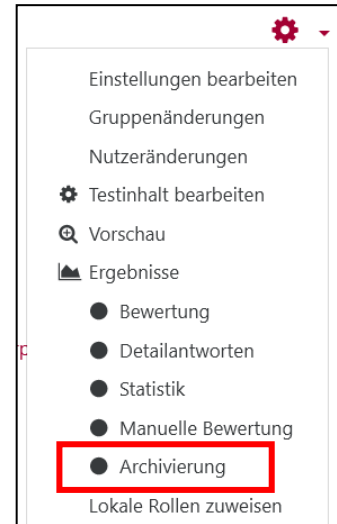 Einstellungen bearbeiten
Gruppenänderungen
Nutzeränderungen
Testinhalt bearbeiten
Vorschau
Ergebnisse
Bewertung
Detailantworten
Statistik
Manuelle Bewertung
Archivierung
Lokale Rollen zuweisen